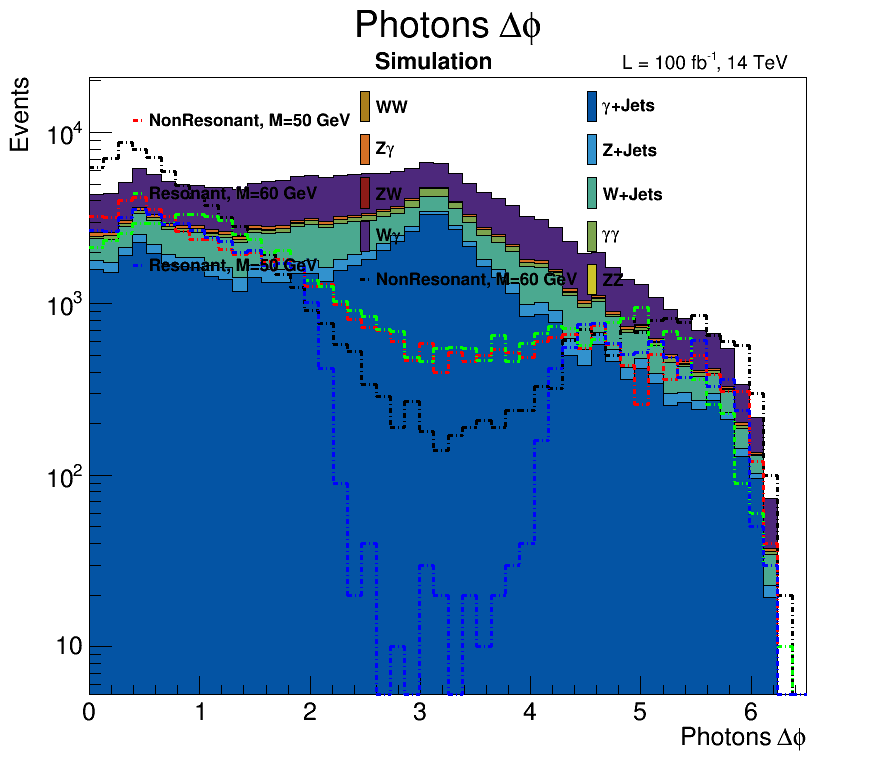 Photons Δϕ
Simulation
L = 100 fb⁻¹, 14 TeV
Events
NonResonant, M=50 GeV
WW
γ+Jets
Zγ
Z+Jets
Resonant, M=60 GeV
ZW
W+Jets
Wγ
γγ
Resonant, M=50 GeV
NonResonant, M=60 GeV
ZZ
10⁴
10³
10²
10
0 1 2 3 4 5 6
Photons Δϕ